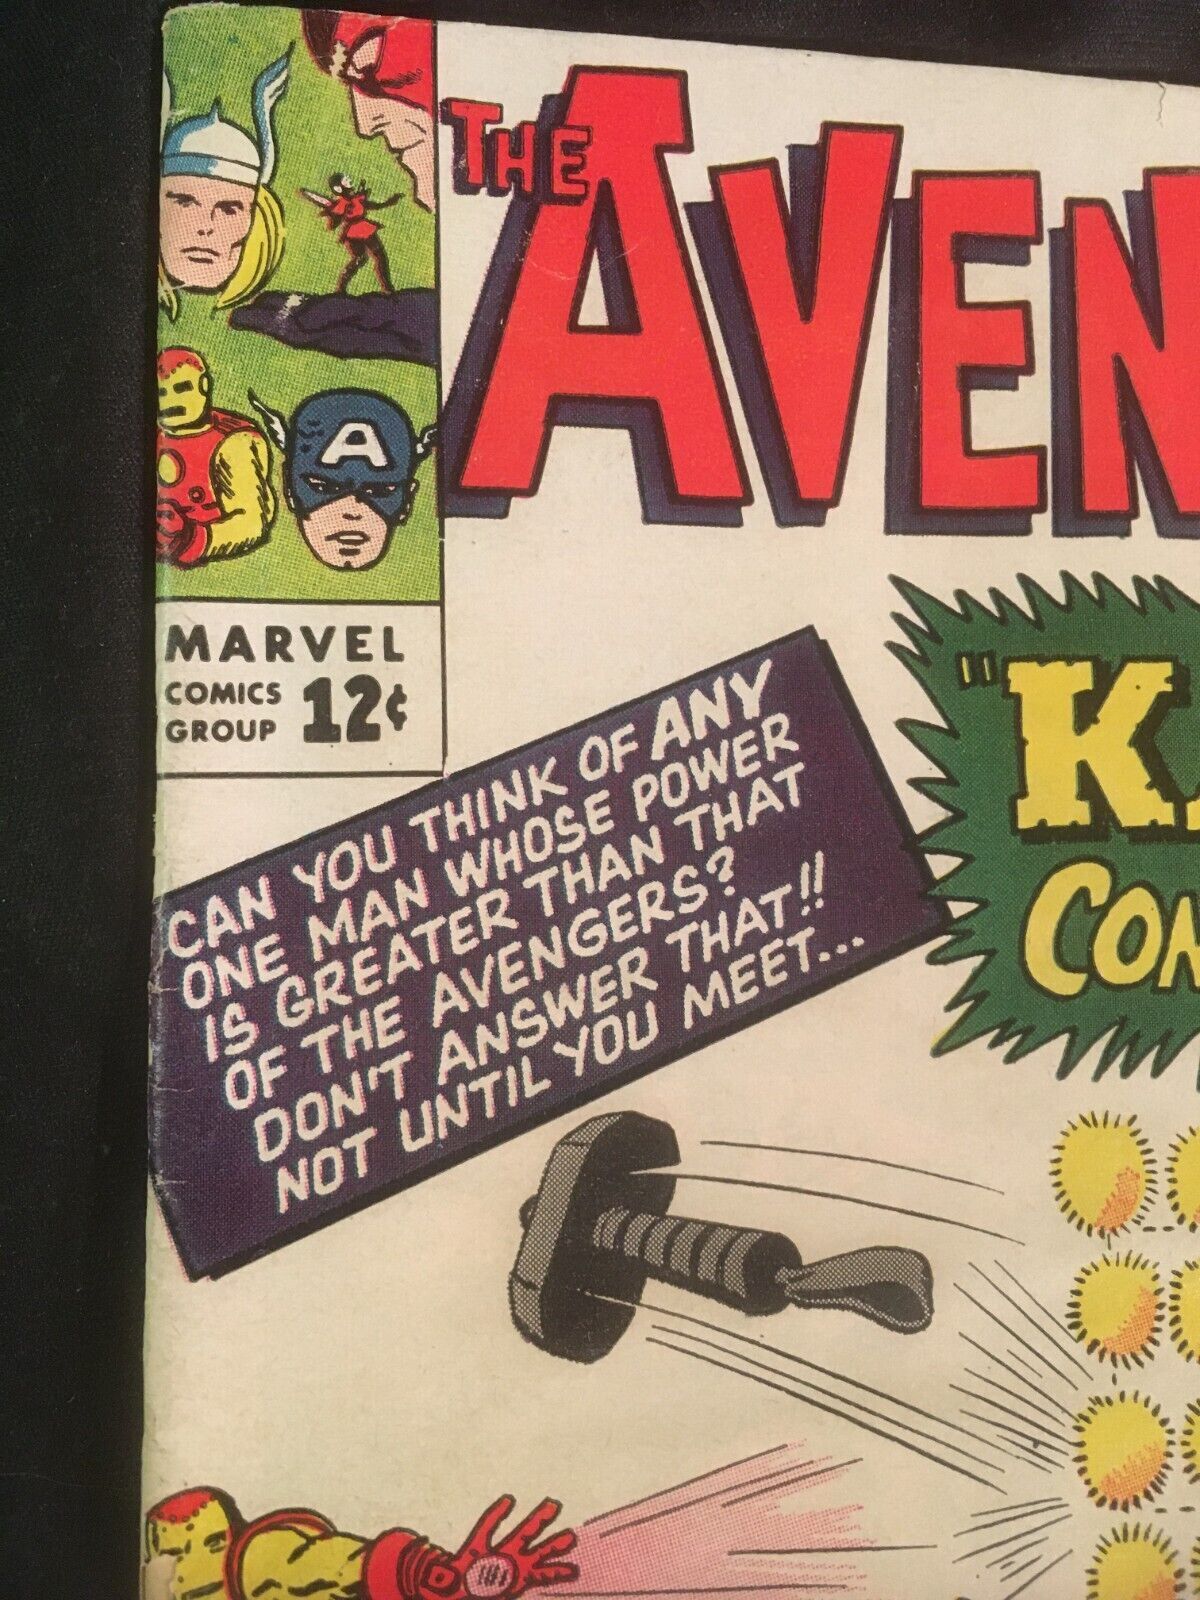 THE AVEN
A
MARVEL
COMICS
GROUP 12¢
CAN YOU THINK OF ANY
ONE MAN WHOSE POWER
IS GREATER THAN THAT
OF THE AVENGERS?
DON'T ANSWER THAT!!
NOT UNTIL YOU MEET...
"K
CON